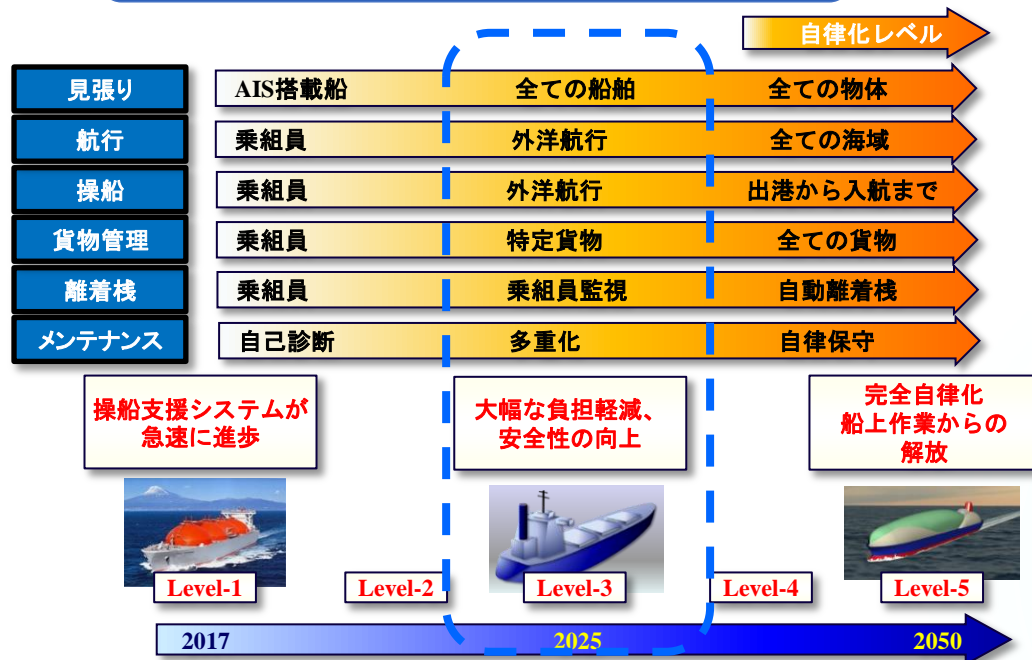 自律化レベル
見張り AIS搭載船 全ての船舶 全ての物体
航行 乗組員 外洋航行 全ての海域
操船 乗組員 外洋航行 出港から入航まで
貨物管理 乗組員 特定貨物 全ての貨物
離着桟 乗組員 乗組員監視 自動離着桟
メンテナンス 自己診断 多重化 自律保守
操船支援システムが
急速に進歩
大幅な負担軽減、
安全性の向上
完全自律化
船上作業からの
解放
Level-1 Level-2 Level-3 Level-4 Level-5
2017 2025 2050